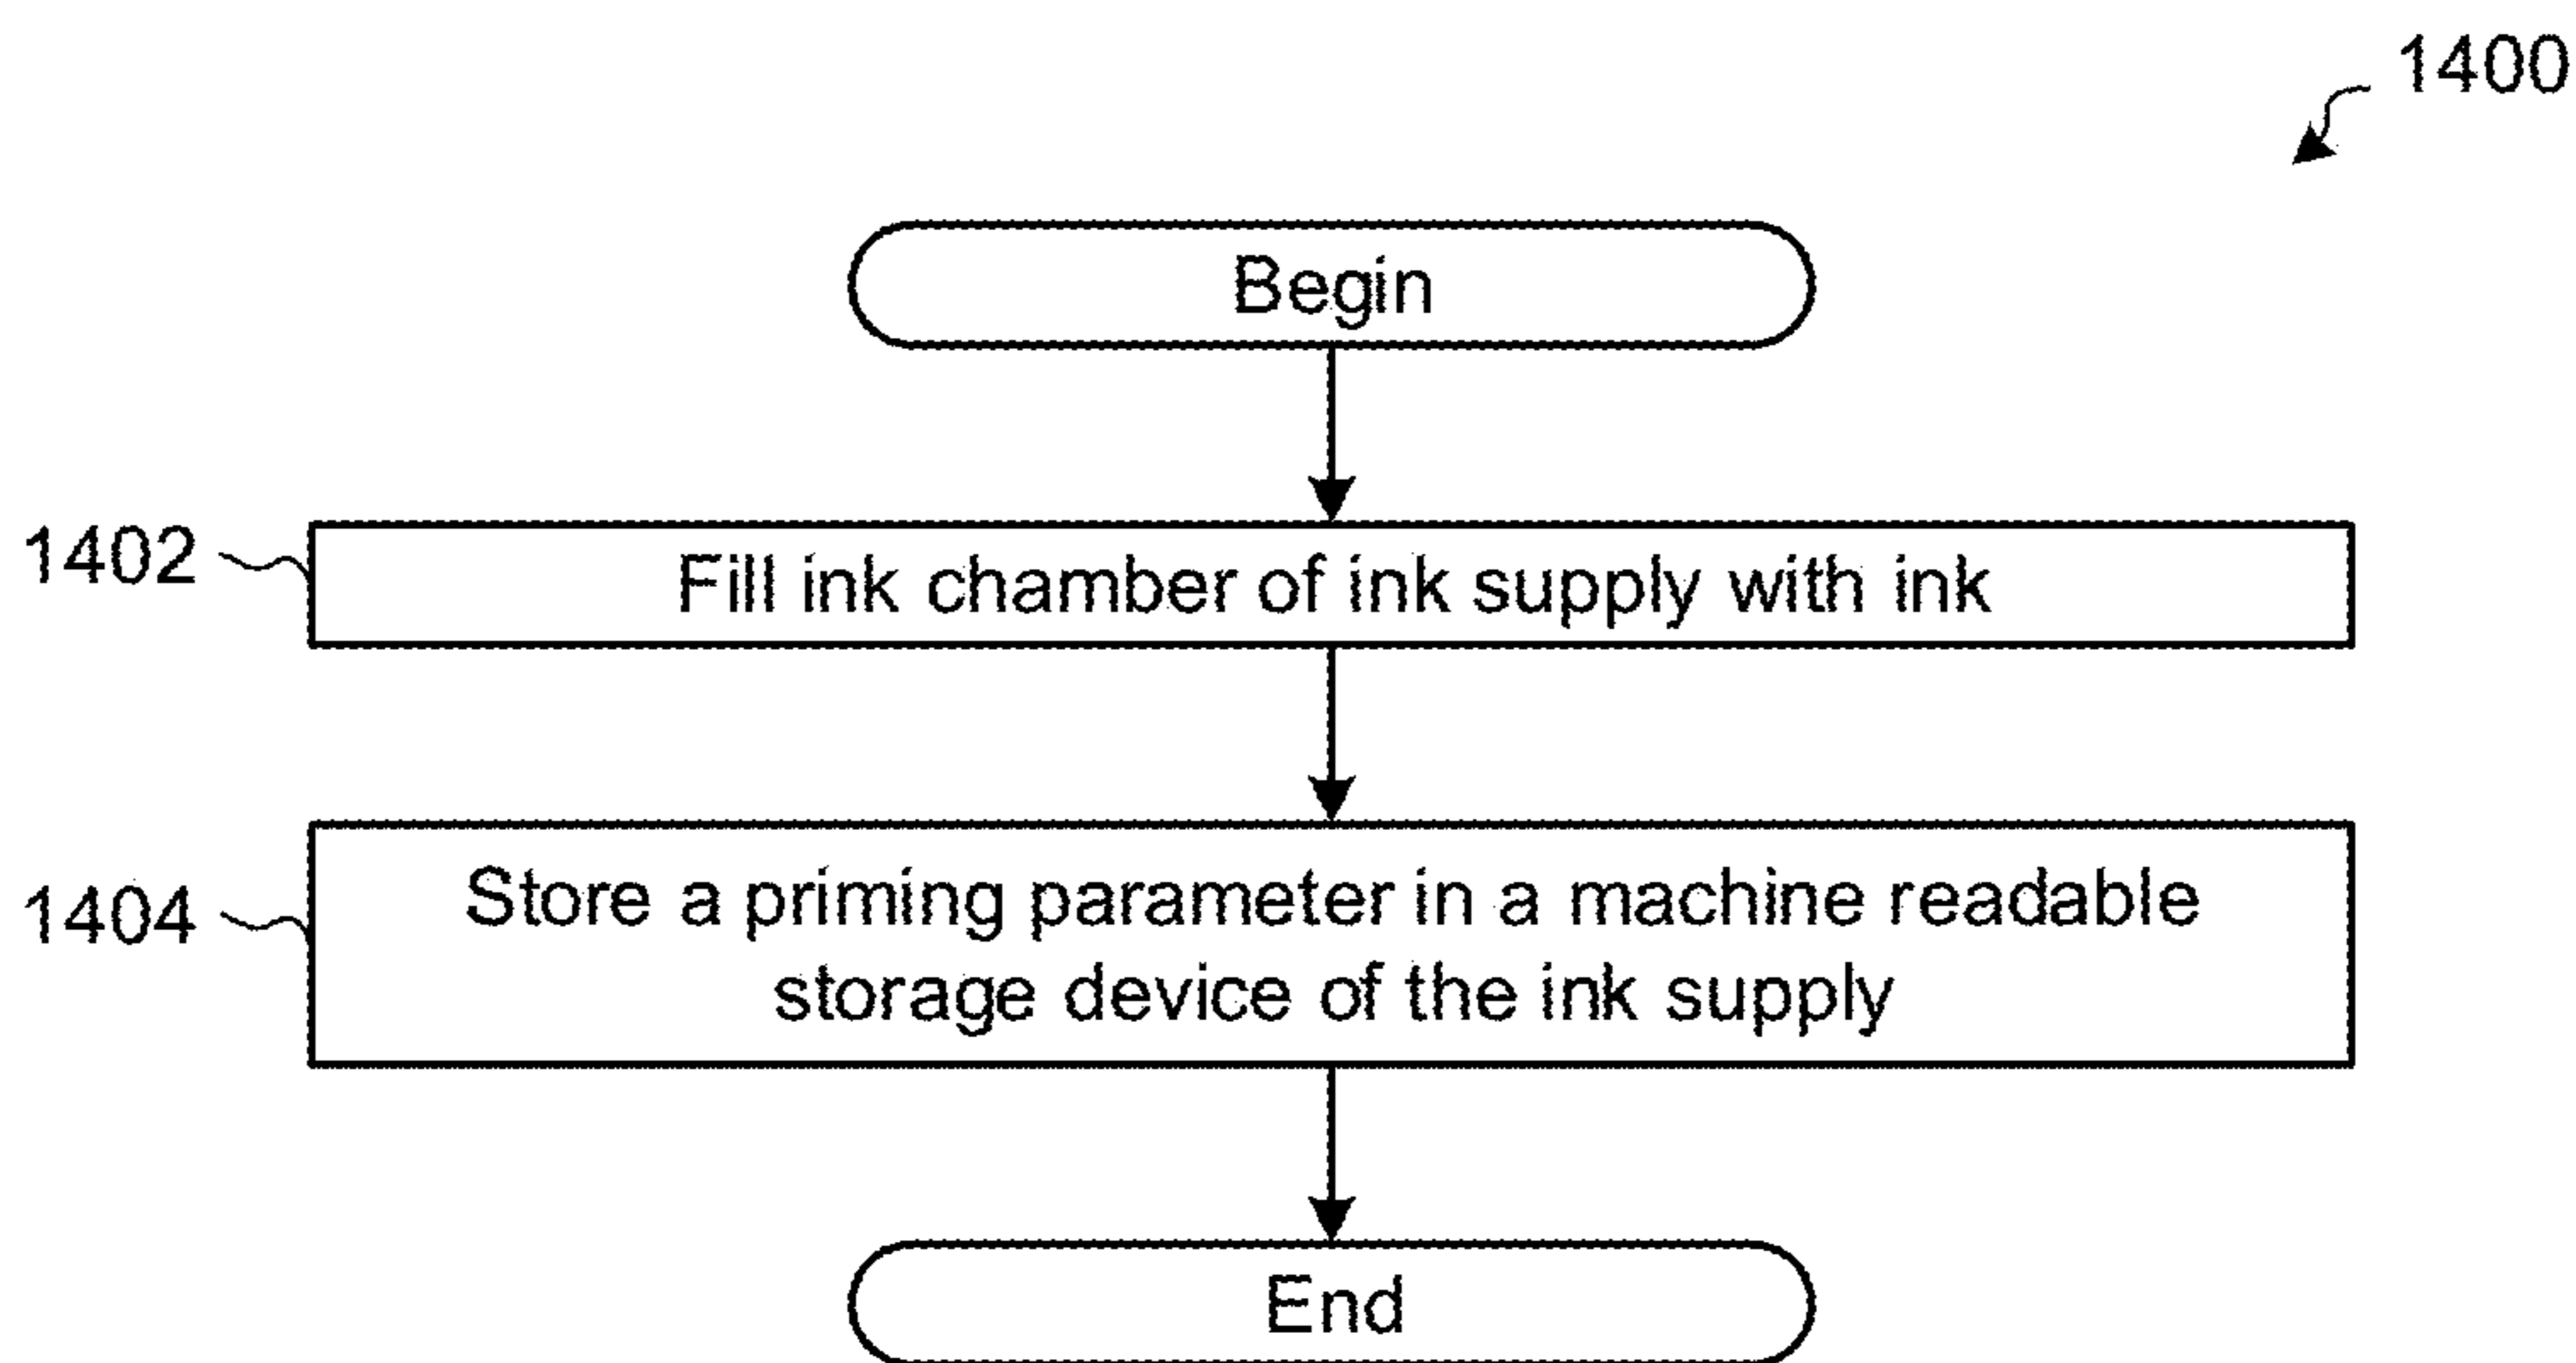 1400
Begin
1402
Fill ink chamber of ink supply with ink
1404
Store a priming parameter in a machine readable
storage device of the ink supply
End